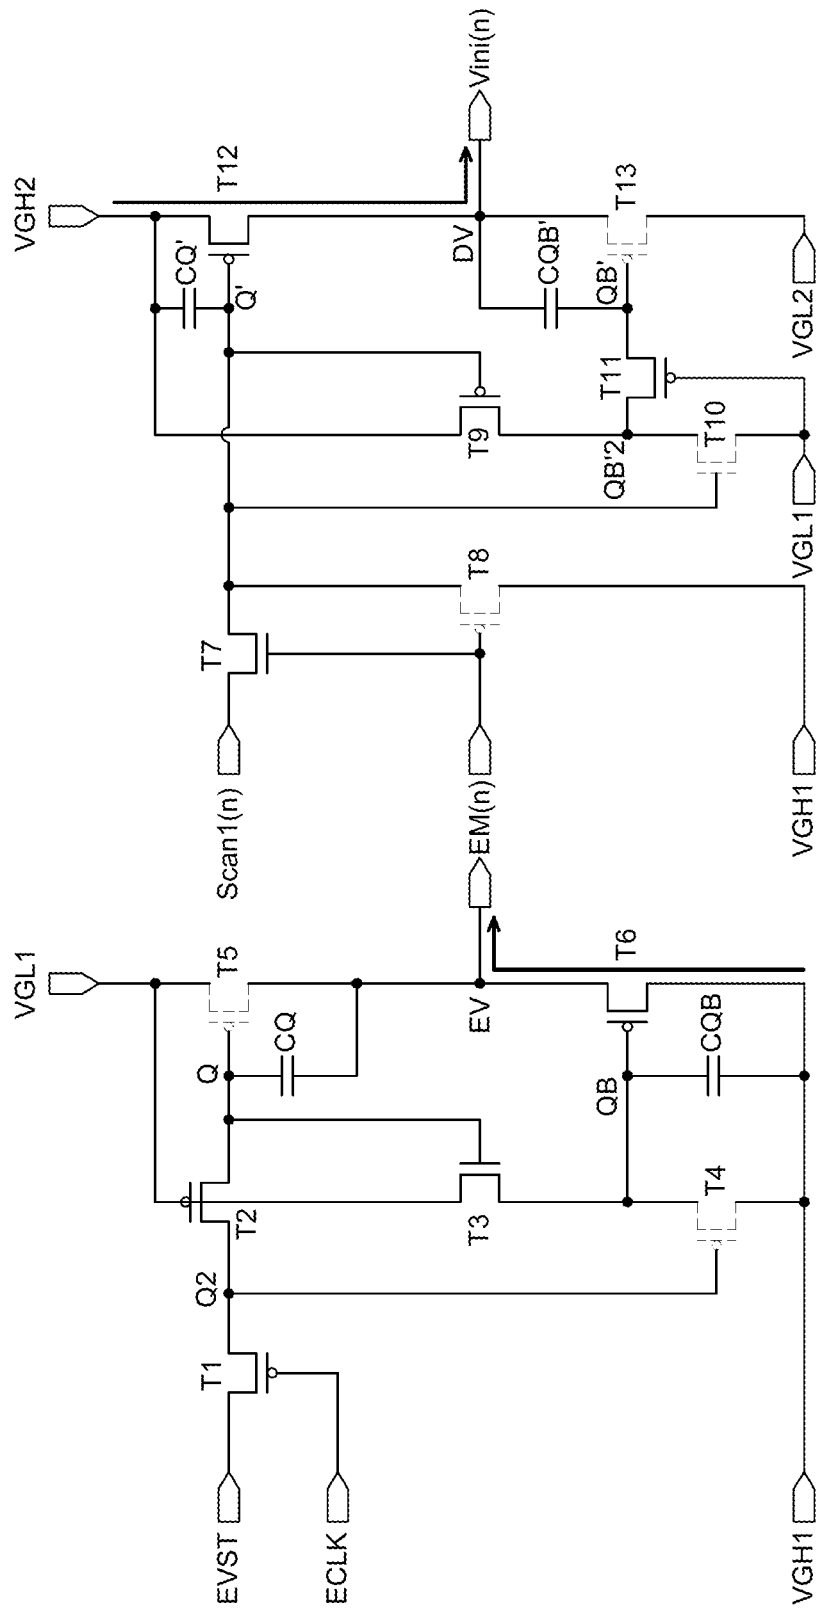 VGL1
VGH2
T5
T12
Q
CQ
CQ'
Q'
Q2
T2
T1
EVST
ECLK
Scan1(n)
T7
T3
EV
EM(n)
T8
T9
DV
Vini(n)
CQB'
QB'
T13
T11
QB'2
T10
T6
QB
CQB
T4
VGH1
VGH1
VGL1
VGL2